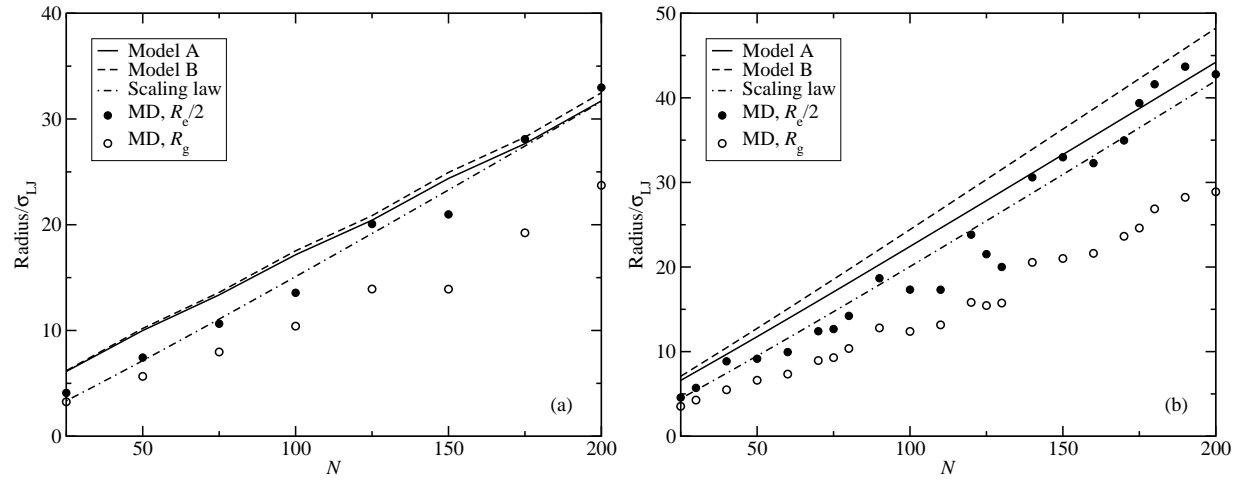 40
30
20
10
0
Radius/σ_LJ
50
100
150
200
N
Model A
Model B
Scaling law
MD, R_e/2
MD, R_g
(a)
50
40
30
20
10
0
Radius/σ_LJ
50
100
150
200
N
Model A
Model B
Scaling law
MD, R_e/2
MD, R_g
(b)